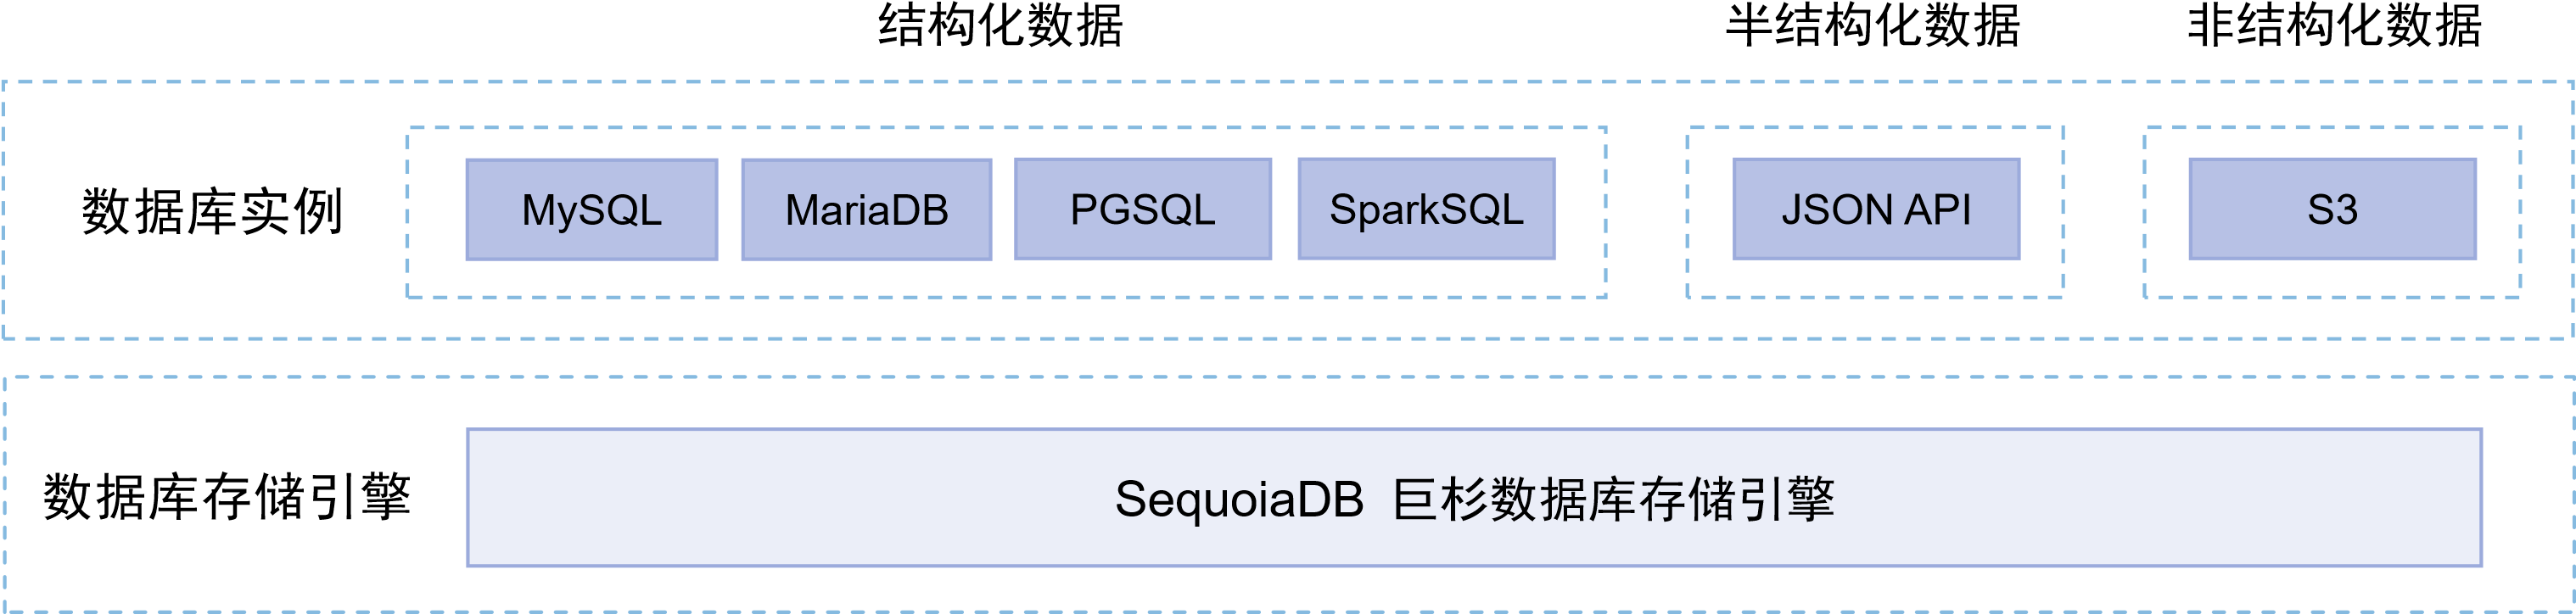 结构化数据
半结构化数据
非结构化数据
数据库实例
MySQL
MariaDB
PGSQL
SparkSQL
JSON API
S3
数据库存储引擎
SequoiaDB 巨杉数据库存储引擎